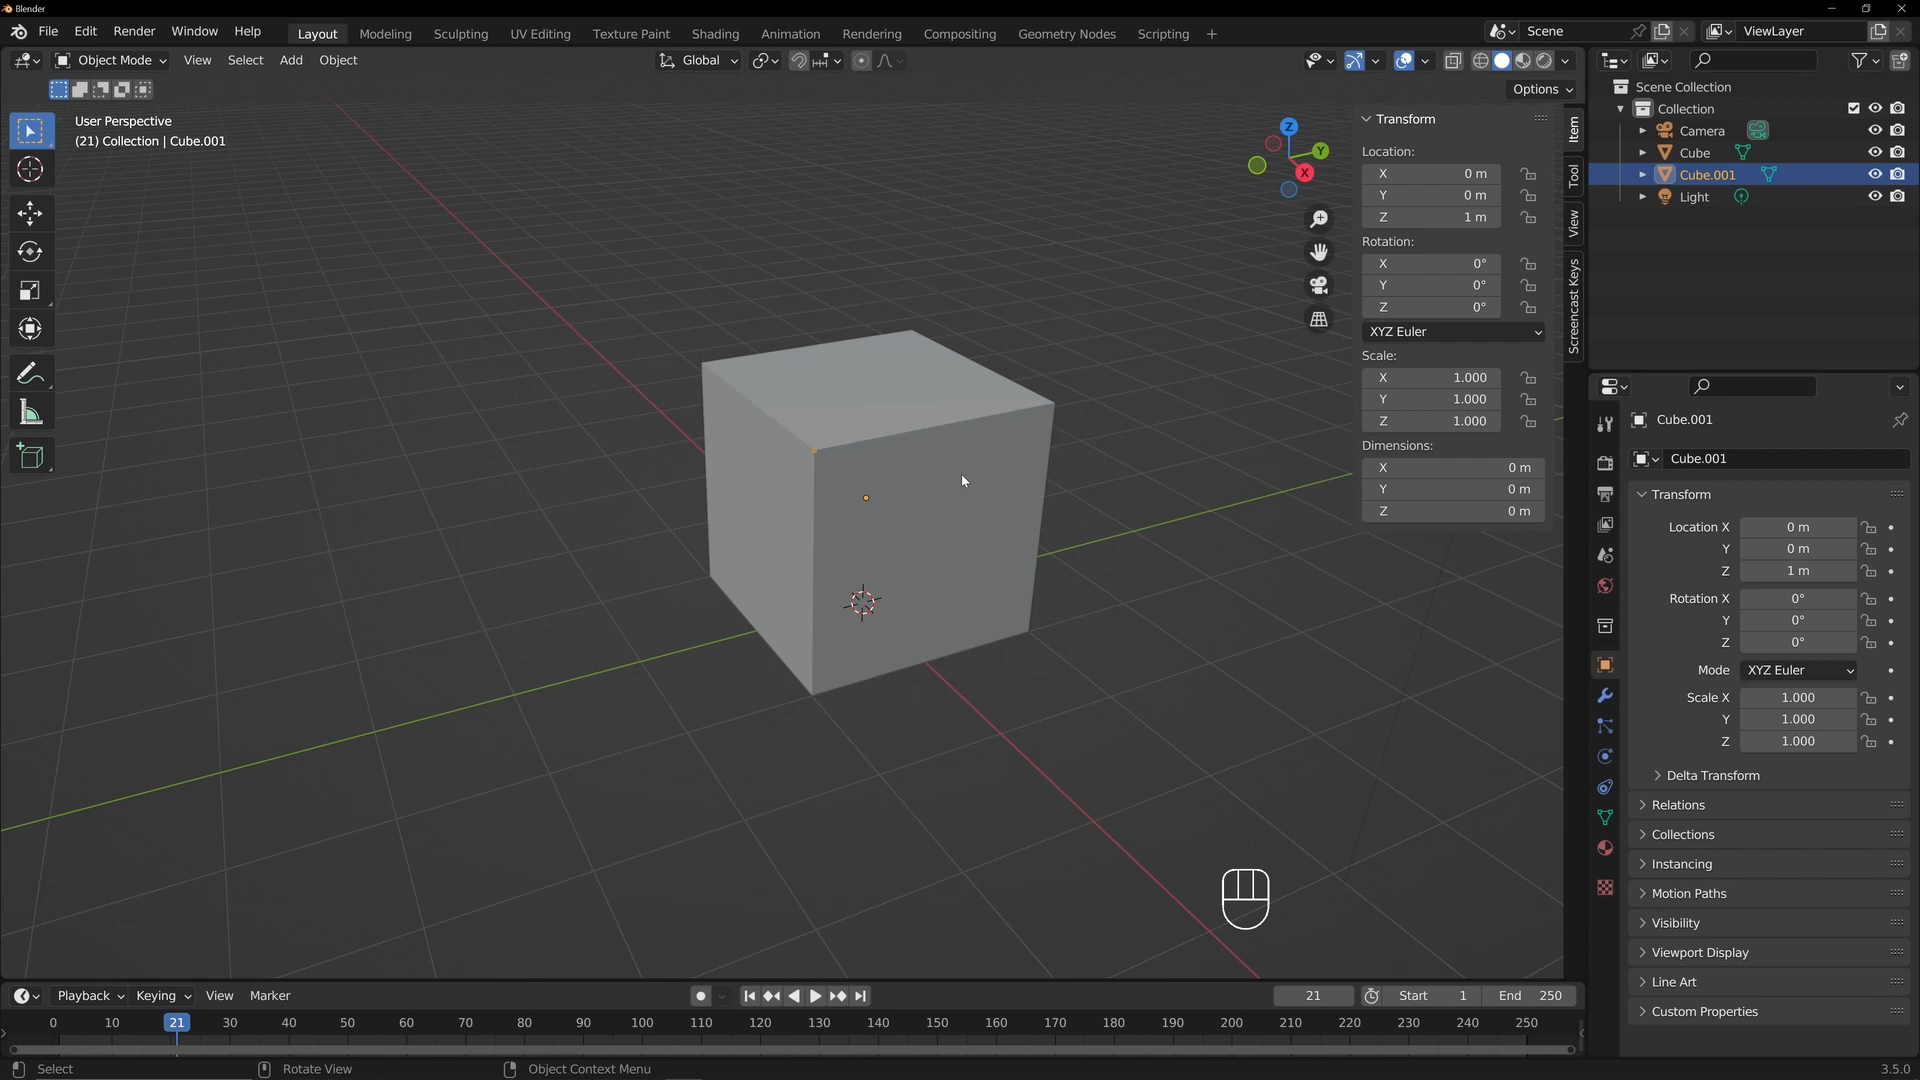 Blender
File Edit Render Window Help Layout Modeling Sculpting UV Editing Texture Paint Shading Animation Rendering Compositing Geometry Nodes Scripting + Scene ViewLayer
Object Mode View Select Add Object Global
Options
User Perspective
(21) Collection | Cube.001
Z
Y
X
Transform
Location:
X 0 m
Y 0 m
Z 1 m
Rotation:
X 0°
Y 0°
Z 0°
XYZ Euler
Scale:
X 1.000
Y 1.000
Z 1.000
Dimensions:
X 0 m
Y 0 m
Z 0 m
Item
Tool
View
Screencast Keys
Scene Collection
Collection
Camera
Cube
Cube.001
Light
Cube.001
Cube.001
Transform
Location X 0 m
Y 0 m
Z 1 m
Rotation X 0°
Y 0°
Z 0°
Mode XYZ Euler
Scale X 1.000
Y 1.000
Z 1.000
Delta Transform
Relations
Collections
Instancing
Motion Paths
Visibility
Viewport Display
Line Art
Custom Properties
Playback Keying View Marker 21 Start 1 End 250
0 10 21 30 40 50 60 70 80 90 100 110 120 130 140 150 160 170 180 190 200 210 220 230 240 250
Select Rotate View Object Context Menu 3.5.0